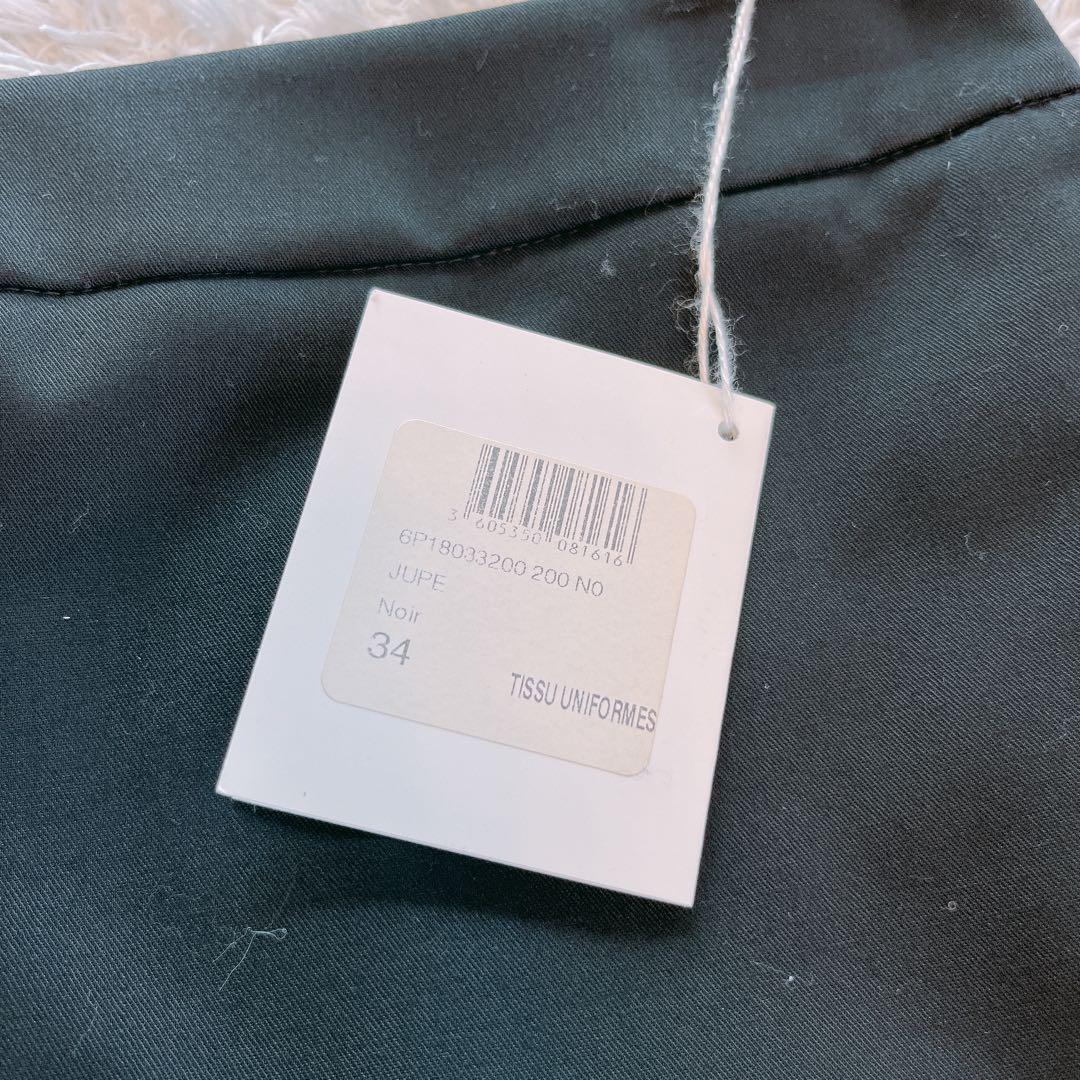 3 605350 081616
6P18033200 200 N0
JUPE
Noir
34
TISSU UNIFORMES